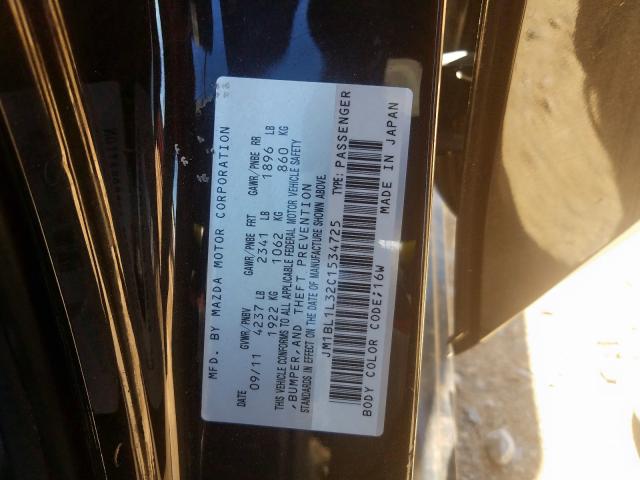 MFD. BY MAZDA MOTOR CORPORATION
DATE GVWR/PNBV GAWR/PNBE FRT GAWR/PNBE RR
09/11 4237 LB 2341 LB 1896 LB
1922 KG 1062 KG 860 KG
THIS VEHICLE CONFORMS TO ALL APPLICABLE FEDERAL MOTOR VEHICLE SAFETY
,BUMPER,AND THEFT PREVENTION
STANDARDS IN EFFECT ON THE DATE OF MANUFACTURE SHOWN ABOVE.
JM1BL1L32C1534725 TYPE: PASSENGER
BODY COLOR CODE;16W MADE IN JAPAN